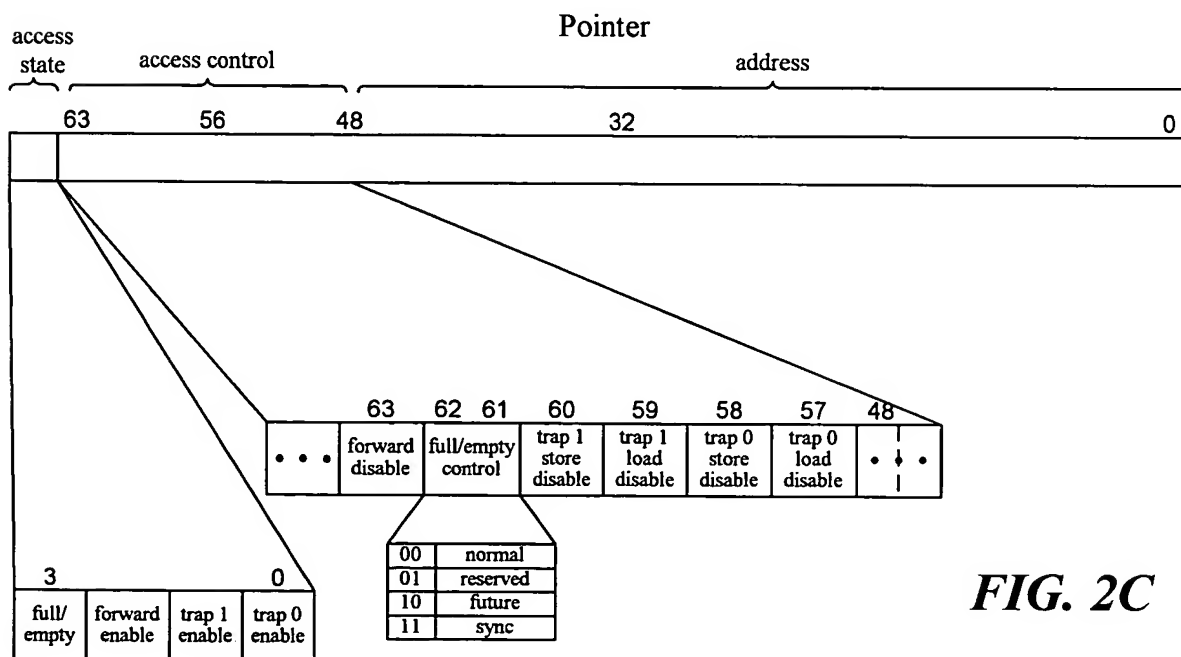 Pointer
access
state
access control
address
63 56 48 32 0
63 62 61 60 59 58 57 48
• • • forward
disable full/empty
control trap 1
store
disable trap 1
load
disable trap 0
store
disable trap 0
load
disable • • •
00 normal
01 reserved
10 future
11 sync
3 0
full/
empty forward
enable trap 1
enable trap 0
enable
FIG. 2C